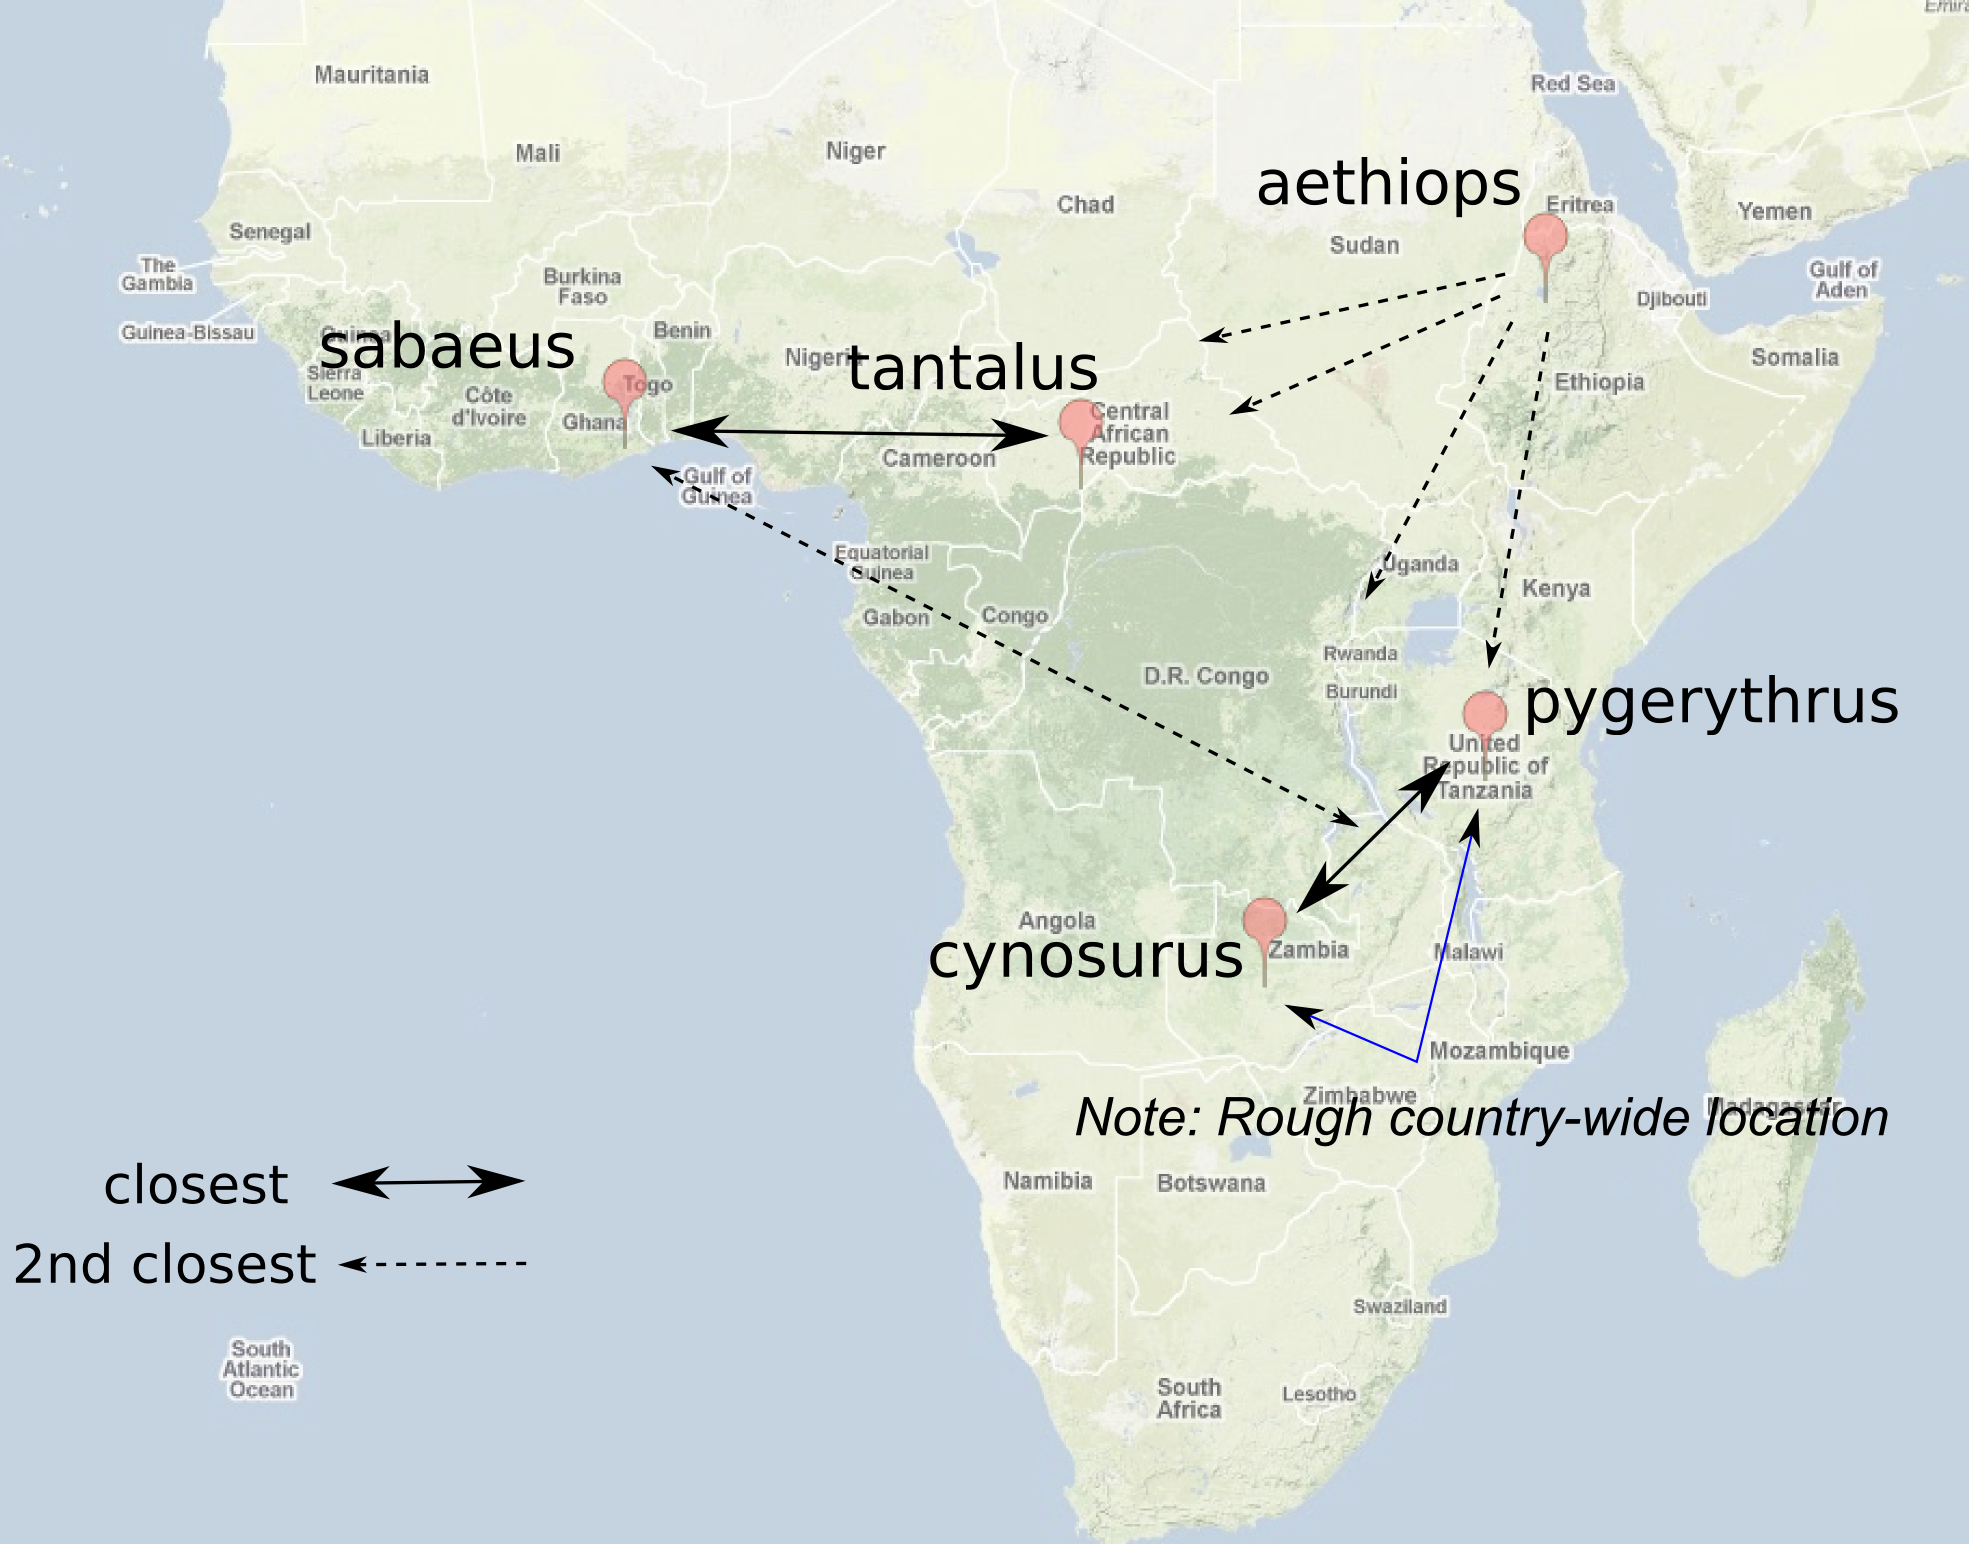 Emira
Red Sea
Mauritania
Mali
Niger
Chad
aethiops
Eritrea
Yemen
Sudan
Senegal
The
Gambia
Burkina
Faso
Gulf of
Aden
Djibouti
Guinea-Bissau
Guinea
Benin
sabaeus
Nigeria
tantalus
Somalia
Sierra
Leone
Togo
Ethiopia
Côte
d'Ivoire
Ghana
Central
African
Republic
Liberia
Cameroon
Gulf of
Guinea
Equatorial
Guinea
Uganda
Kenya
Gabon
Congo
Rwanda
D.R. Congo
Burundi
pygerythrus
United
Republic of
Tanzania
Angola
cynosurus
Zambia
Malawi
Mozambique
Zimbabwe
Madagascar
Note: Rough country-wide location
Namibia
Botswana
closest
2nd closest
Swaziland
South
Atlantic
Ocean
South
Africa
Lesotho